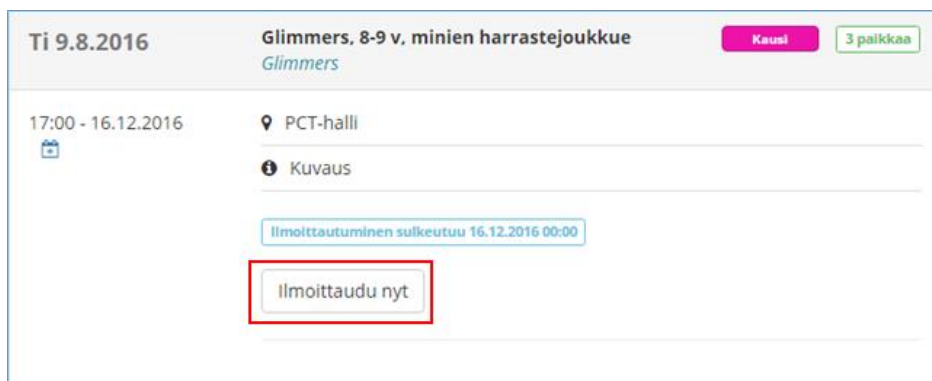 Ti 9.8.2016
Glimmers, 8-9 v, minien harrastejoukkue
Kausi
3 paikkaa
Glimmers
17:00 - 16.12.2016
PCT-halli
Kuvaus
Ilmoittautuminen sulkeutuu 16.12.2016 00:00
Ilmoittaudu nyt